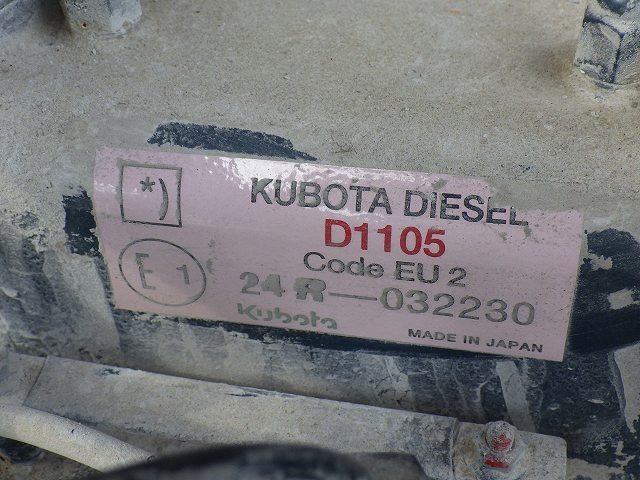 *)
KUBOTA DIESEL
D1105
Code EU 2
E 1
24 R—032230
Kubota
MADE IN JAPAN